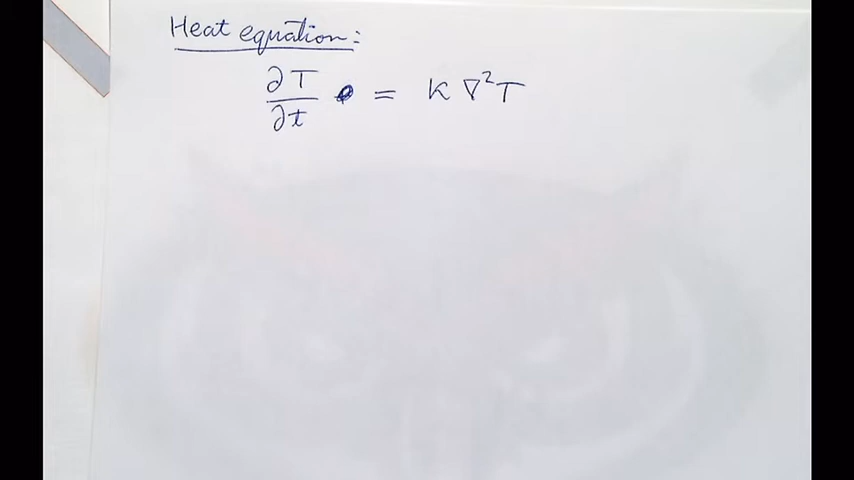 Heat equation:
∂T/∂t = K ∇²T